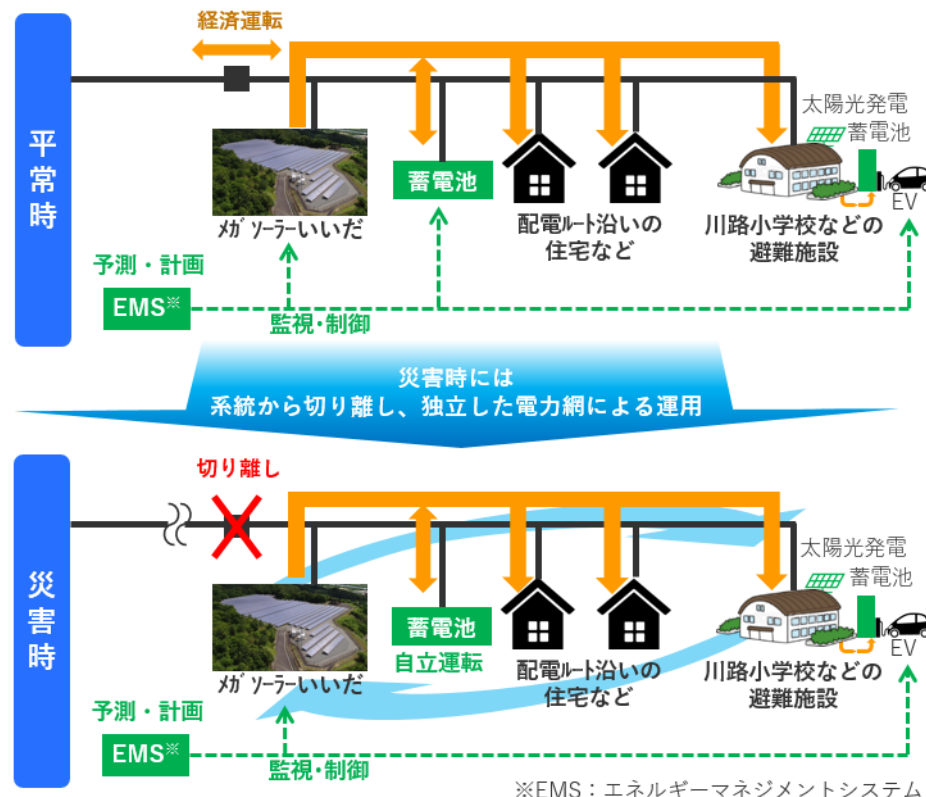 平常時
経済運転
太陽光発電
蓄電池
蓄電池
EV
メガソーラーいいだ
配電ルート沿いの
住宅など
川路小学校などの
避難施設
予測・計画
EMS※
監視・制御
災害時には
系統から切り離し、独立した電力網による運用
災害時
切り離し
太陽光発電
蓄電池
蓄電池
自立運転
EV
メガソーラーいいだ
配電ルート沿いの
住宅など
川路小学校などの
避難施設
予測・計画
EMS※
監視・制御
※EMS：エネルギーマネジメントシステム